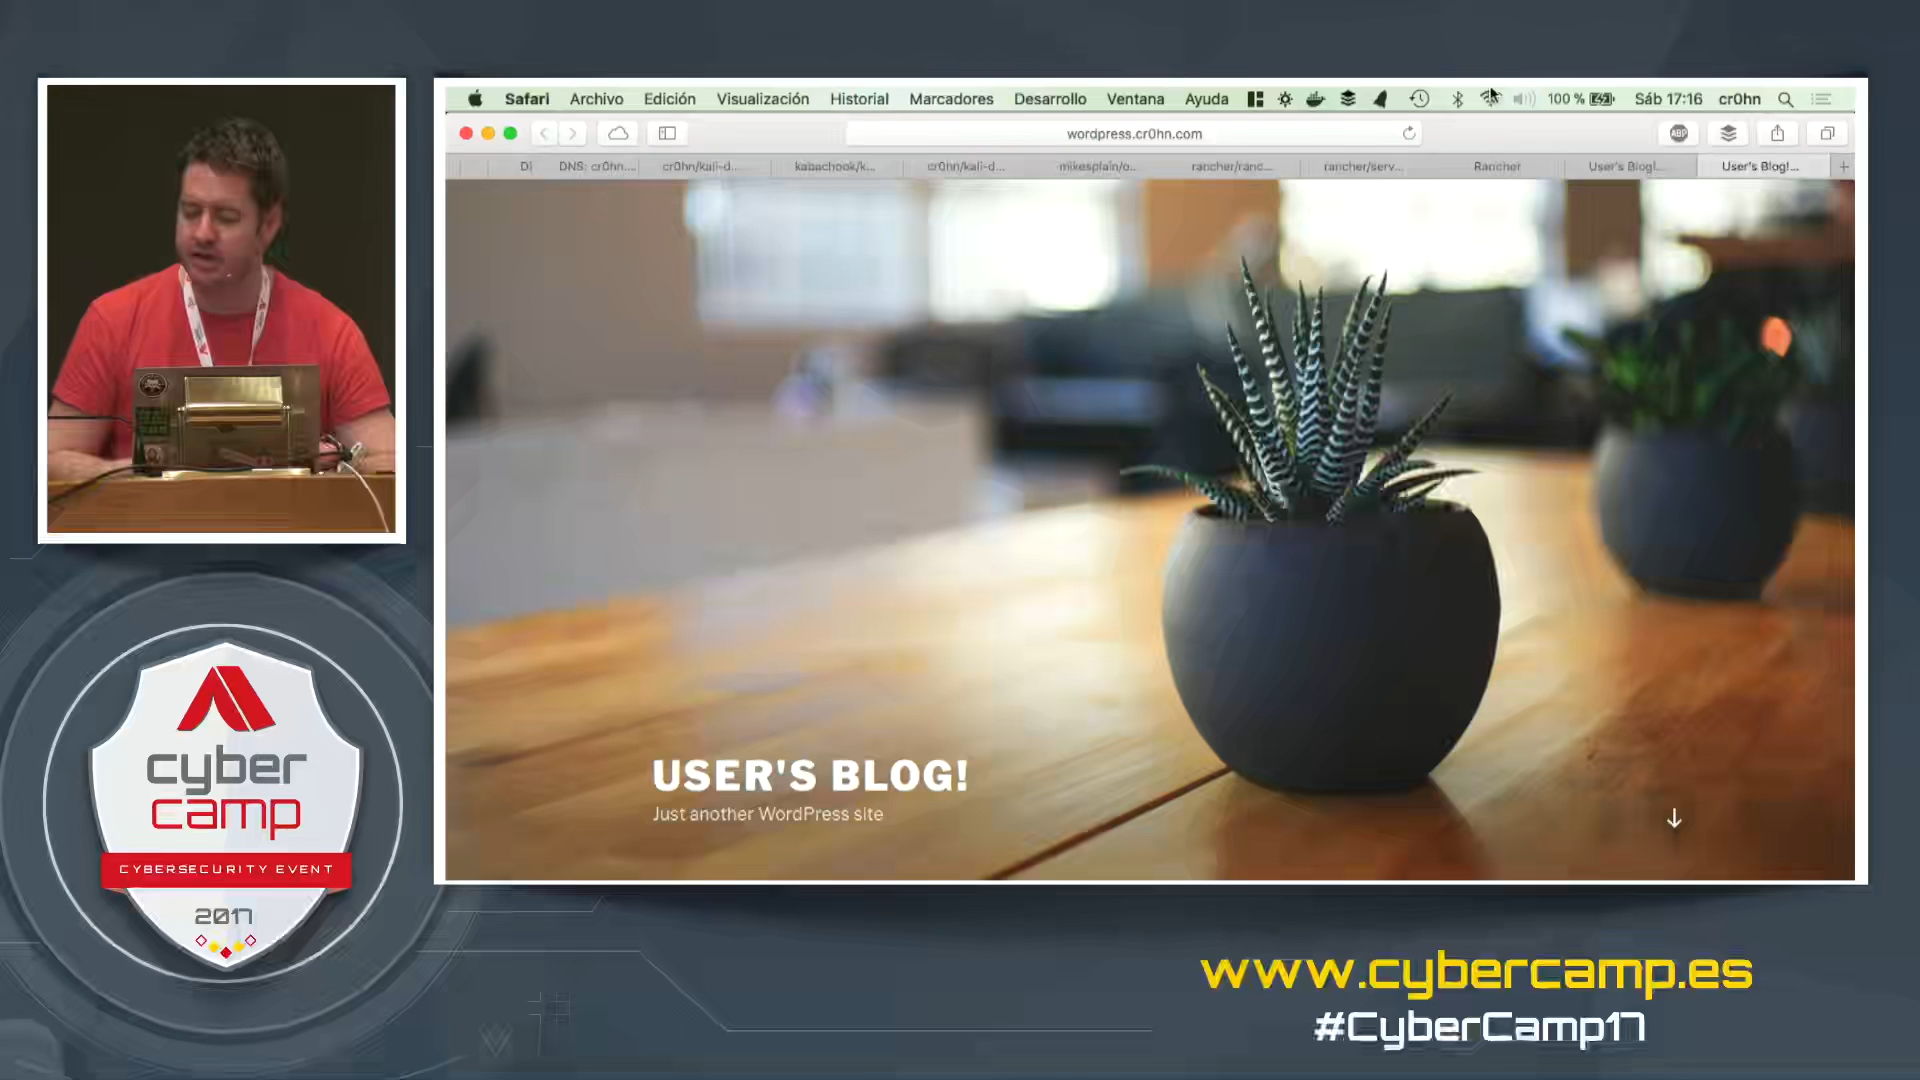 Safari Archivo Edición Visualización Historial Marcadores Desarrollo Ventana Ayuda 100 % Sáb 17:16 cr0hn
wordpress.cr0hn.com
ABP
DI DNS: cr0hn.... cr0hn/kali-d... kabachook/k... cr0hn/kali-d... mikesplain/o... rancher/ranc... rancher/serv... Rancher User's Blog!... User's Blog!...
USER'S BLOG!
Just another WordPress site
cyber
camp
CYBERSECURITY EVENT
2017
www.cybercamp.es
#CyberCamp17